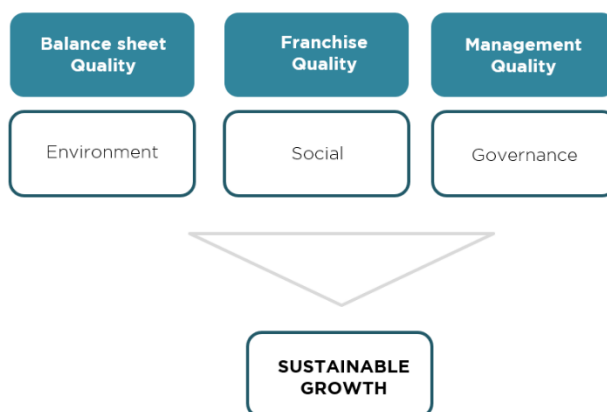 Balance sheet
Quality
Franchise
Quality
Management
Quality
Environment
Social
Governance
SUSTAINABLE
GROWTH